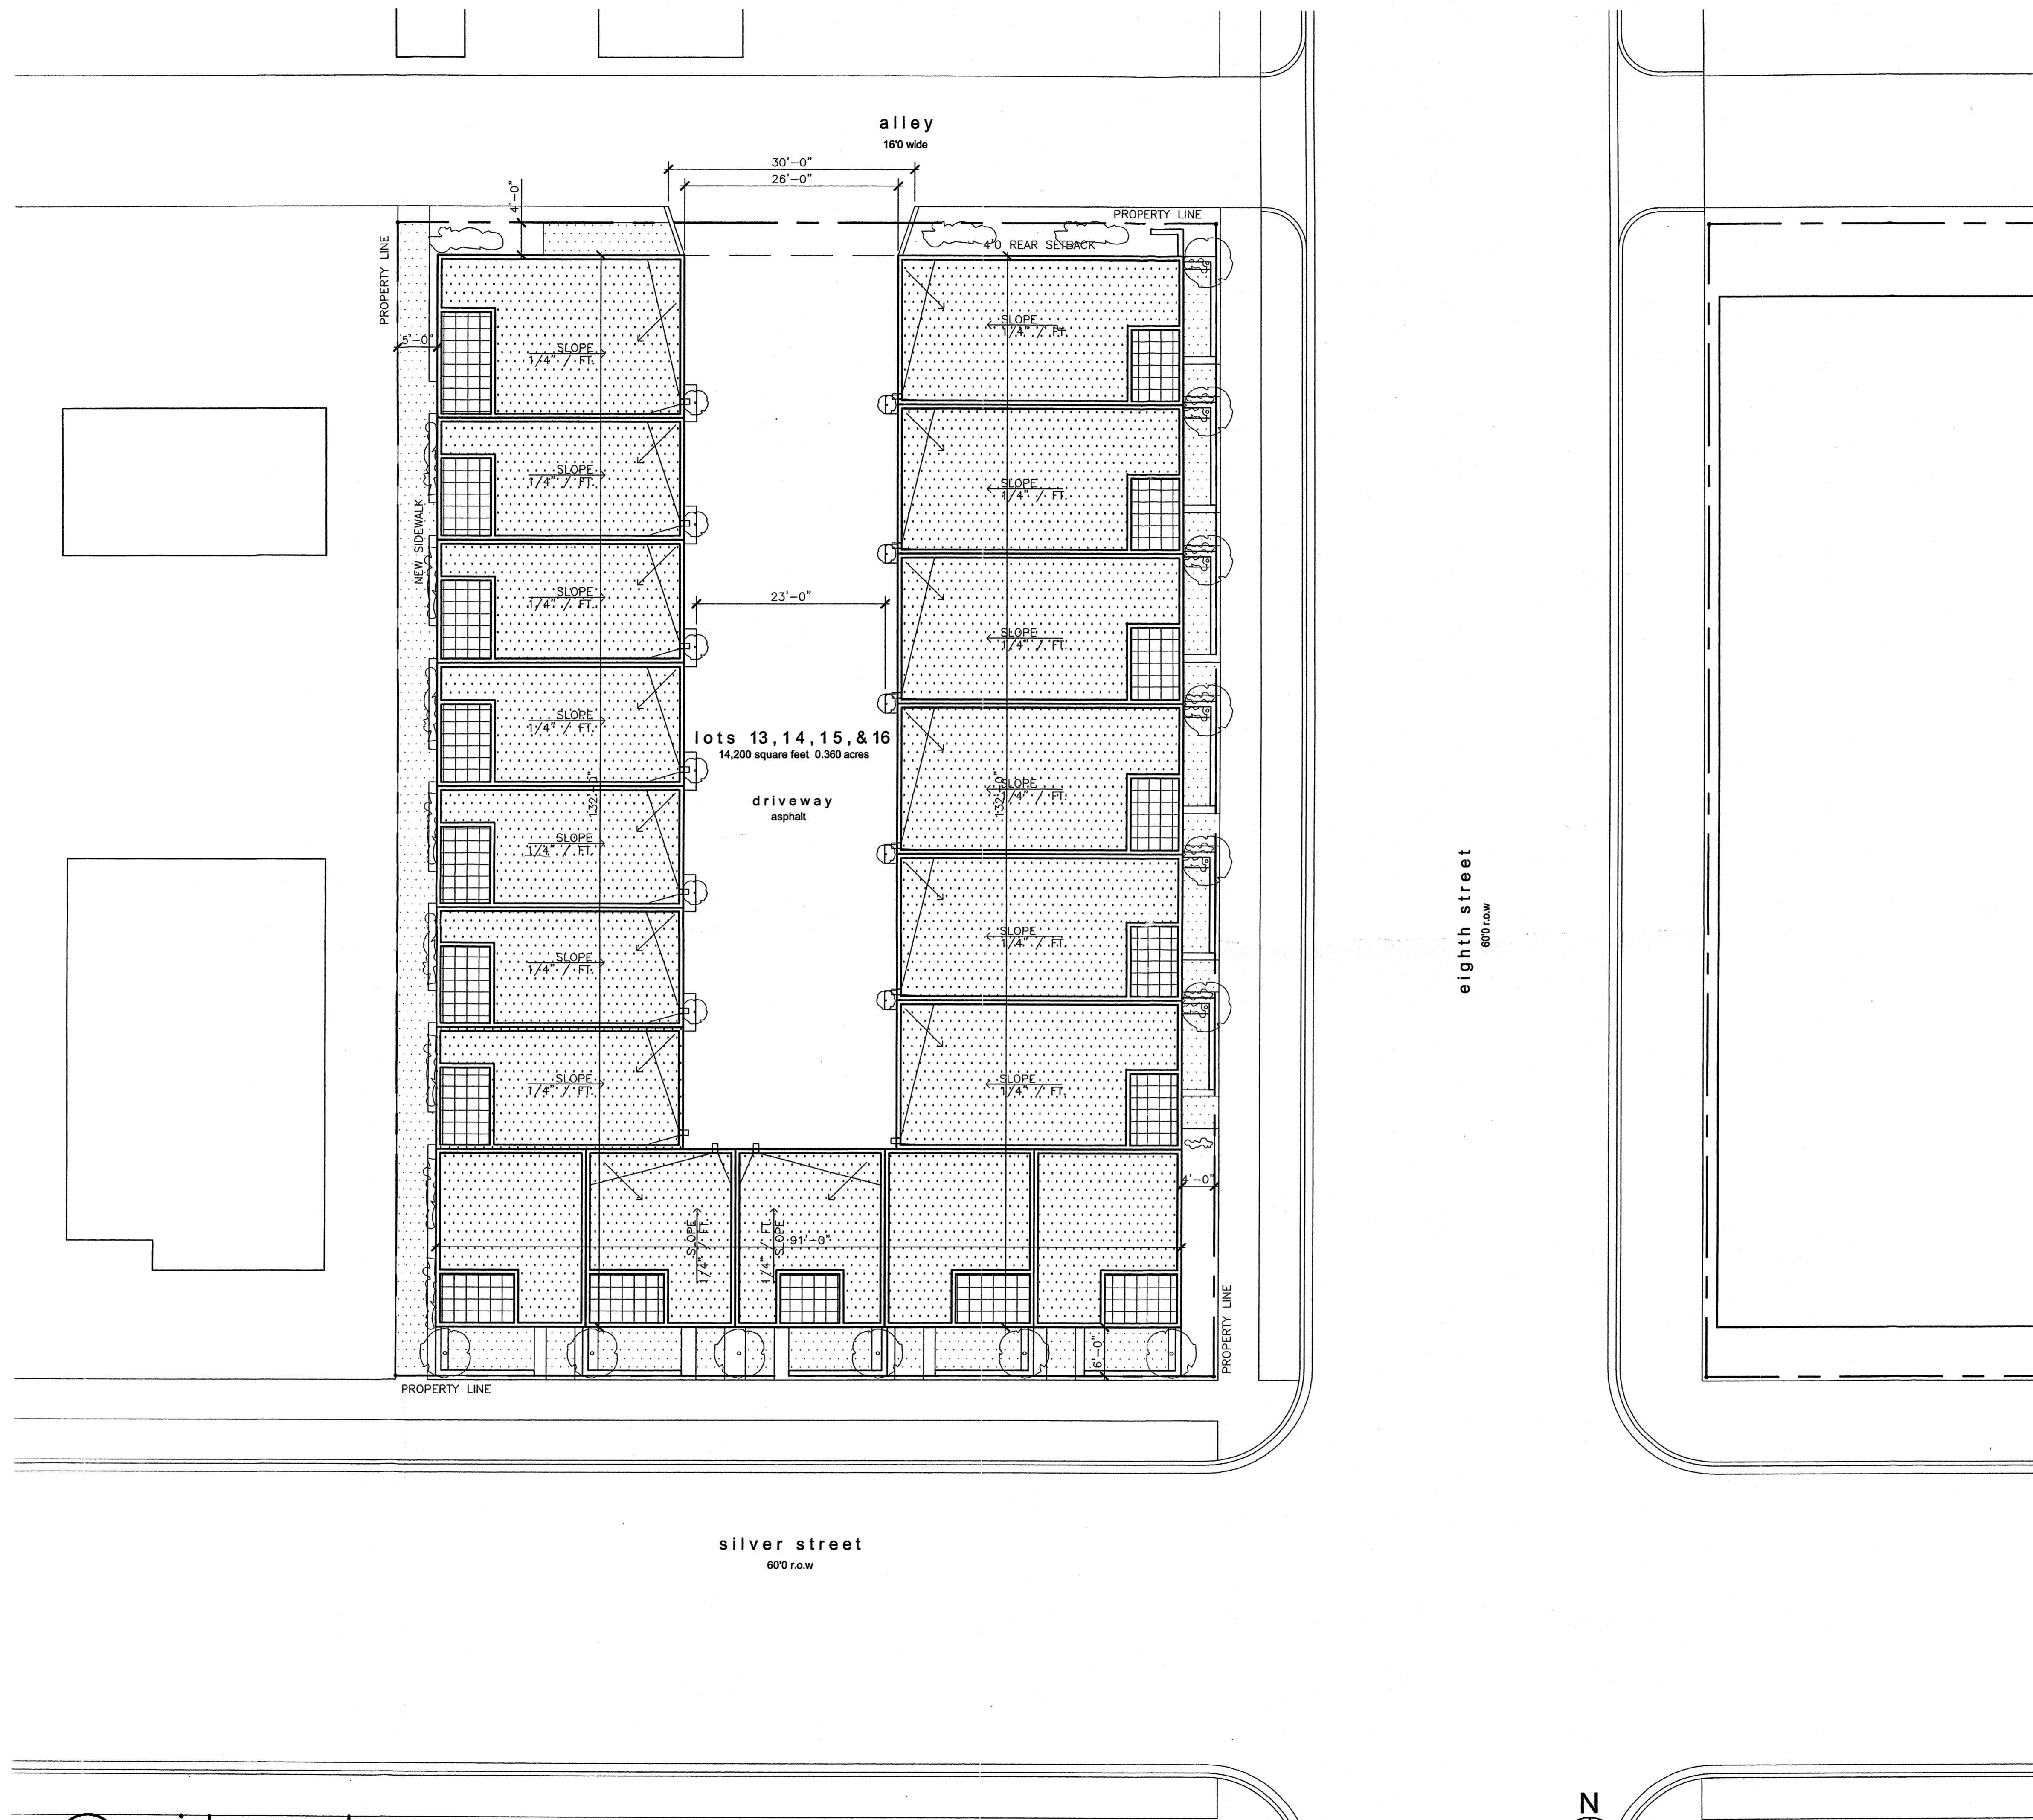 alley
16'0 wide
30'-0"
26'-0"
4'-0"
PROPERTY LINE
4'0 REAR SETBACK
PROPERTY LINE
5'-0"
SLOPE
1/4" / FT.
SLOPE
1/4" / FT.
SLOPE
1/4" / FT.
SLOPE
1/4" / FT.
NEW SIDEWALK
SLOPE
1/4" / FT.
23'-0"
SLOPE
1/4" / FT.
SLOPE
1/4" / FT.
lots 13,14,15,&16
14,200 square feet 0.360 acres
132'-0"
132'-0"
SLOPE
1/4" / FT.
driveway
asphalt
SLOPE
1/4" / FT.
SLOPE
1/4" / FT.
SLOPE
1/4" / FT.
eighth street
60'0 r.o.w
SLOPE
1/4" / FT.
SLOPE
1/4" / FT.
4'-0"
SLOPE
1/4" / FT.
1/4" / FT.
SLOPE
91'-0"
6'-0"
PROPERTY LINE
PROPERTY LINE
silver street
60'0 r.o.w
N